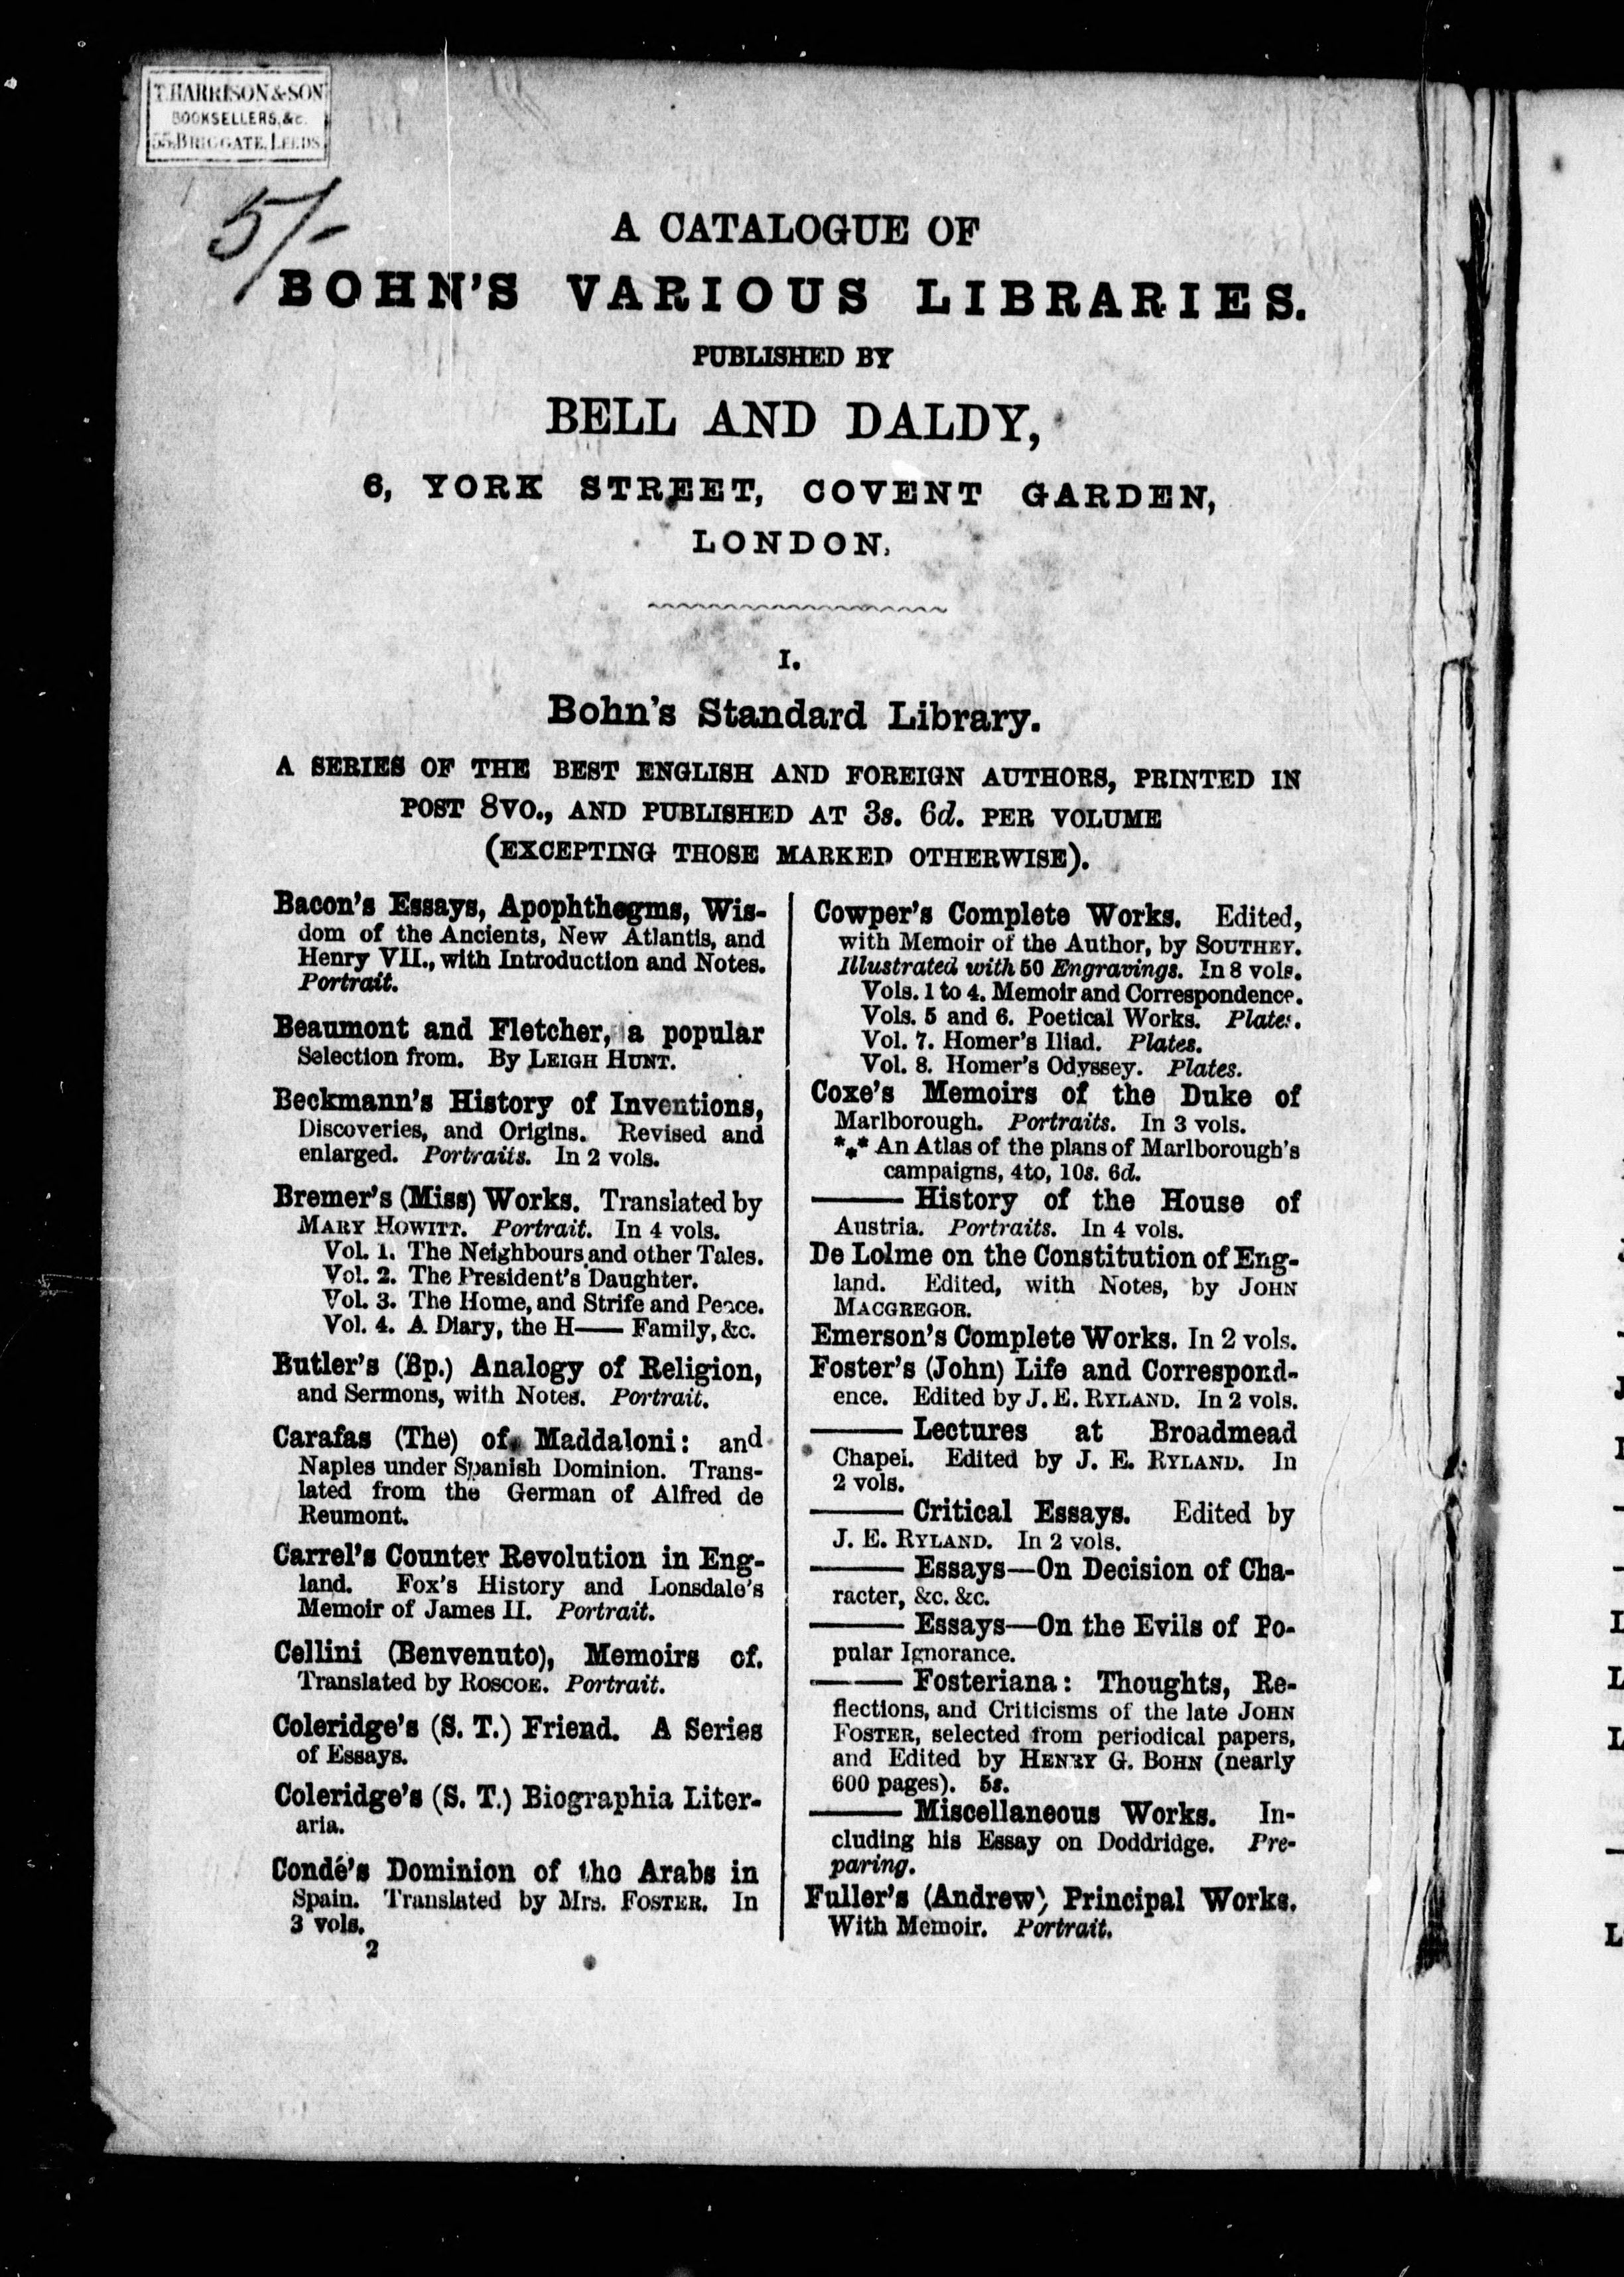 T. HARRISON & SON
BOOKSELLERS, &c.
55, BRIGGATE, LEEDS
5/-
A CATALOGUE OF
BOHN'S VARIOUS LIBRARIES.
PUBLISHED BY
BELL AND DALDY,
6, YORK STREET, COVENT GARDEN,
LONDON.
I.
Bohn's Standard Library.
A SERIES OF THE BEST ENGLISH AND FOREIGN AUTHORS, PRINTED IN
POST 8VO., AND PUBLISHED AT 3s. 6d. PER VOLUME
(EXCEPTING THOSE MARKED OTHERWISE).
Bacon's Essays, Apophthegms, Wis-
dom of the Ancients, New Atlantis, and
Henry VII., with Introduction and Notes.
Portrait.
Beaumont and Fletcher, a popular
Selection from. By LEIGH HUNT.
Beckmann's History of Inventions,
Discoveries, and Origins. Revised and
enlarged. Portraits. In 2 vols.
Bremer's (Miss) Works. Translated by
MARY HOWITT. Portrait. In 4 vols.
Vol. 1. The Neighbours and other Tales.
Vol. 2. The President's Daughter.
Vol. 3. The Home, and Strife and Peace.
Vol. 4. A Diary, the H—— Family, &c.
Butler's (Bp.) Analogy of Religion,
and Sermons, with Notes. Portrait.
Carafas (The) of Maddaloni: and
Naples under Spanish Dominion. Trans-
lated from the German of Alfred de
Reumont.
Carrel's Counter Revolution in Eng-
land. Fox's History and Lonsdale's
Memoir of James II. Portrait.
Cellini (Benvenuto), Memoirs of.
Translated by ROSCOE. Portrait.
Coleridge's (S. T.) Friend. A Series
of Essays.
Coleridge's (S. T.) Biographia Liter-
aria.
Condé's Dominion of the Arabs in
Spain. Translated by Mrs. FOSTER. In
3 vols.
2
Cowper's Complete Works. Edited,
with Memoir of the Author, by SOUTHEY.
Illustrated with 50 Engravings. In 8 vols.
Vols. 1 to 4. Memoir and Correspondence.
Vols. 5 and 6. Poetical Works. Plates.
Vol. 7. Homer's Iliad. Plates.
Vol. 8. Homer's Odyssey. Plates.
Coxe's Memoirs of the Duke of
Marlborough. Portraits. In 3 vols.
*** An Atlas of the plans of Marlborough's
campaigns, 4to, 10s. 6d.
—— History of the House of
Austria. Portraits. In 4 vols.
De Lolme on the Constitution of Eng-
land. Edited, with Notes, by JOHN
MACGREGOR.
Emerson's Complete Works. In 2 vols.
Foster's (John) Life and Correspond-
ence. Edited by J. E. RYLAND. In 2 vols.
—— Lectures at Broadmead
Chapel. Edited by J. E. RYLAND. In
2 vols.
—— Critical Essays. Edited by
J. E. RYLAND. In 2 vols.
—— Essays—On Decision of Cha-
racter, &c. &c.
—— Essays—On the Evils of Po-
pular Ignorance.
—— Fosteriana: Thoughts, Re-
flections, and Criticisms of the late JOHN
FOSTER, selected from periodical papers,
and Edited by HENRY G. BOHN (nearly
600 pages). 5s.
—— Miscellaneous Works. In-
cluding his Essay on Doddridge. Pre-
paring.
Fuller's (Andrew) Principal Works.
With Memoir. Portrait.